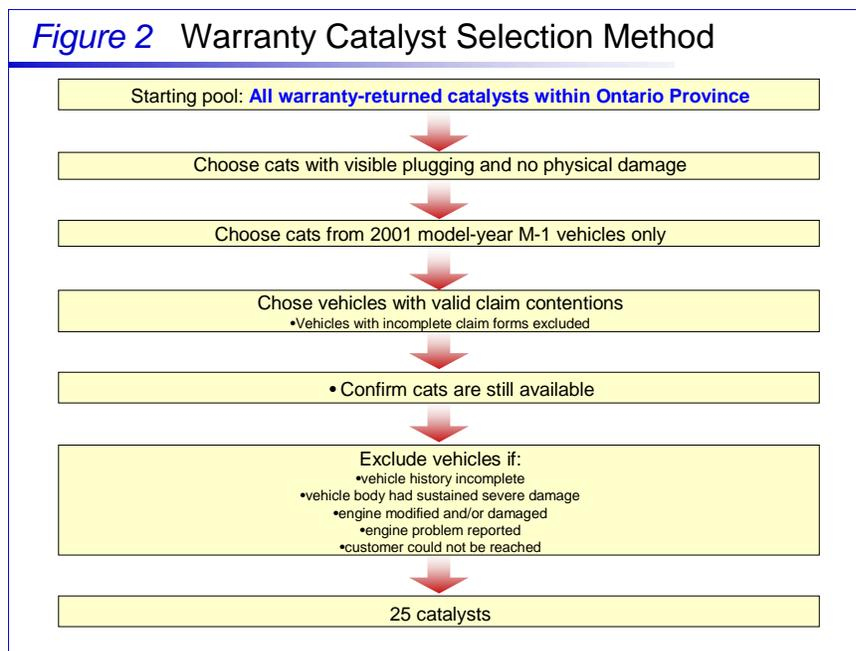 Figure 2 Warranty Catalyst Selection Method
Starting pool: All warranty-returned catalysts within Ontario Province
Choose cats with visible plugging and no physical damage
Choose cats from 2001 model-year M-1 vehicles only
Chose vehicles with valid claim contentions
•Vehicles with incomplete claim forms excluded
• Confirm cats are still available
Exclude vehicles if:
•vehicle history incomplete
•vehicle body had sustained severe damage
•engine modified and/or damaged
•engine problem reported
•customer could not be reached
25 catalysts